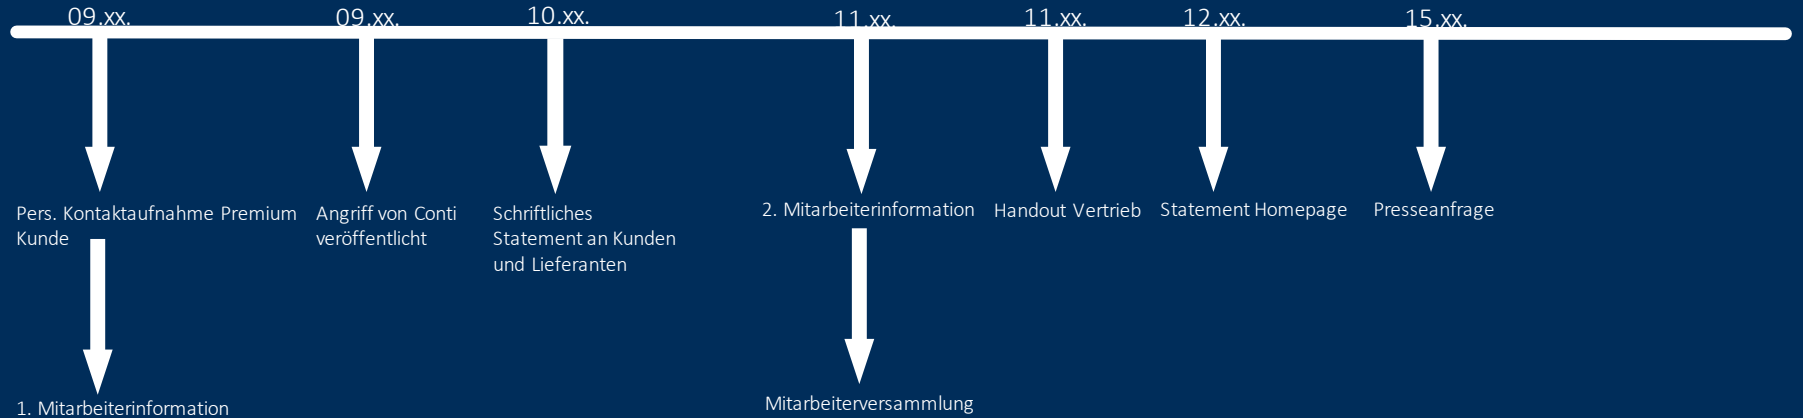 09.xx.
09.xx.
10.xx.
11.xx.
11.xx.
12.xx.
15.xx.
Pers. Kontaktaufnahme Premium
Kunde
Angriff von Conti
veröffentlicht
Schriftliches
Statement an Kunden
und Lieferanten
2. Mitarbeiterinformation
Handout Vertrieb
Statement Homepage
Presseanfrage
1. Mitarbeiterinformation
Mitarbeiterversammlung